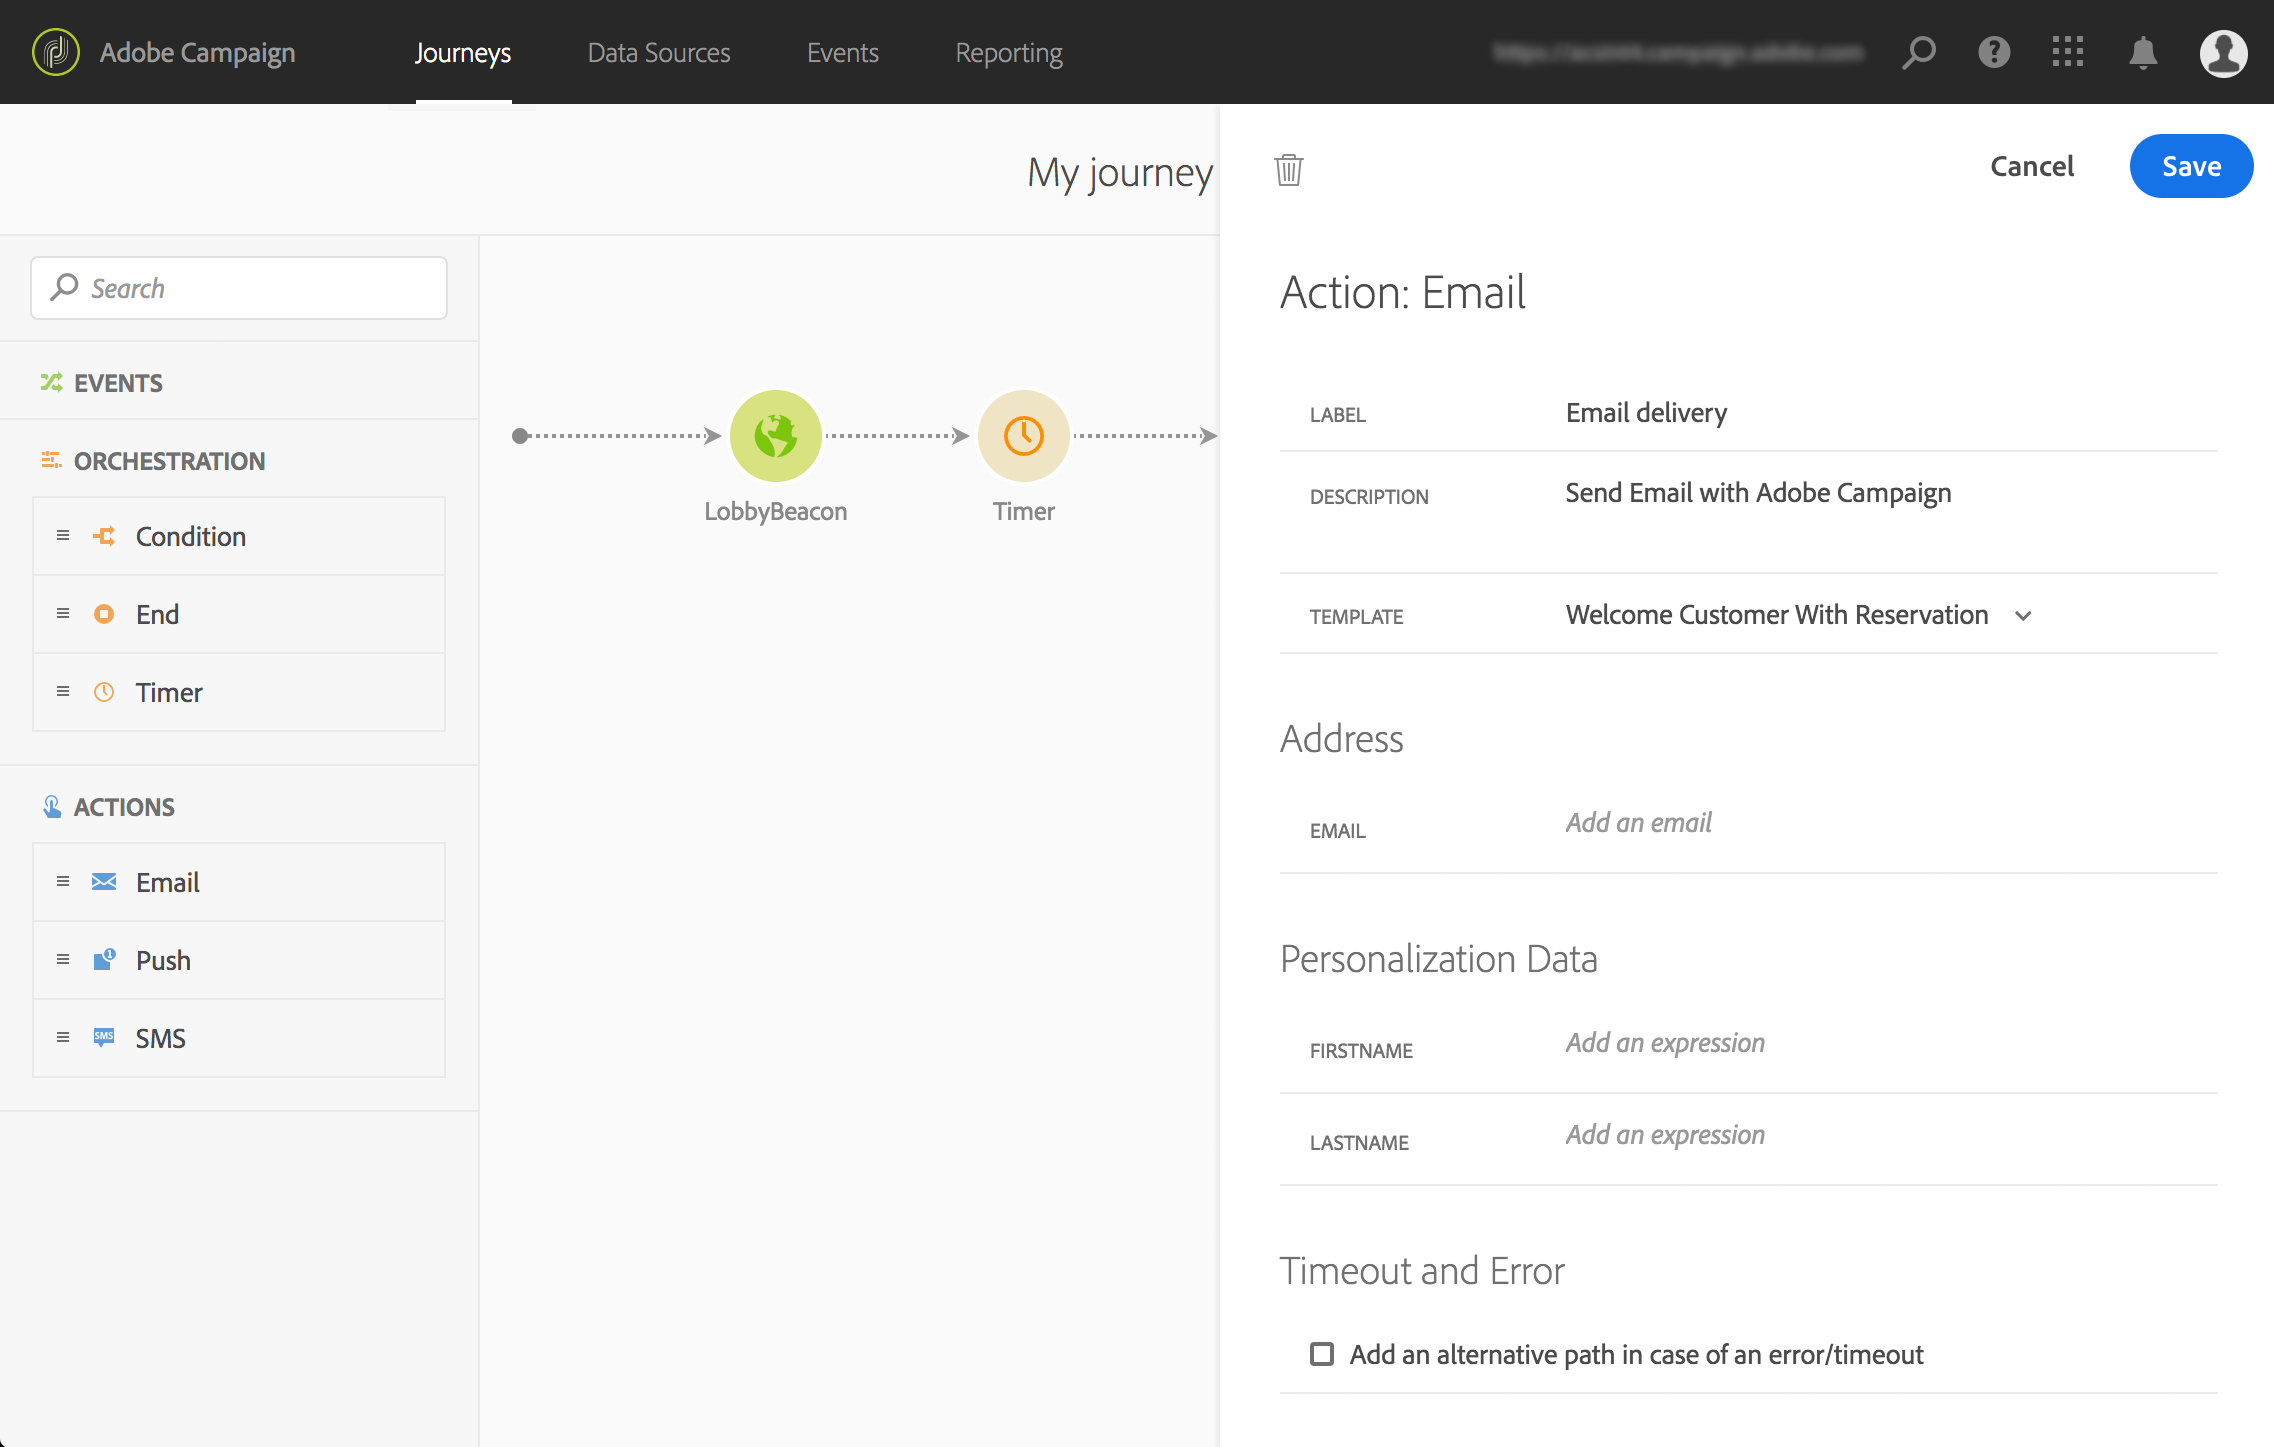 Adobe Campaign
Journeys
Data Sources
Events
Reporting
My journey
Cancel
Save
Search
EVENTS
ORCHESTRATION
Condition
End
Timer
ACTIONS
Email
Push
SMS
SMS
LobbyBeacon
Timer
Action: Email
LABEL
Email delivery
DESCRIPTION
Send Email with Adobe Campaign
TEMPLATE
Welcome Customer With Reservation
Address
EMAIL
Add an email
Personalization Data
FIRSTNAME
Add an expression
LASTNAME
Add an expression
Timeout and Error
Add an alternative path in case of an error/timeout